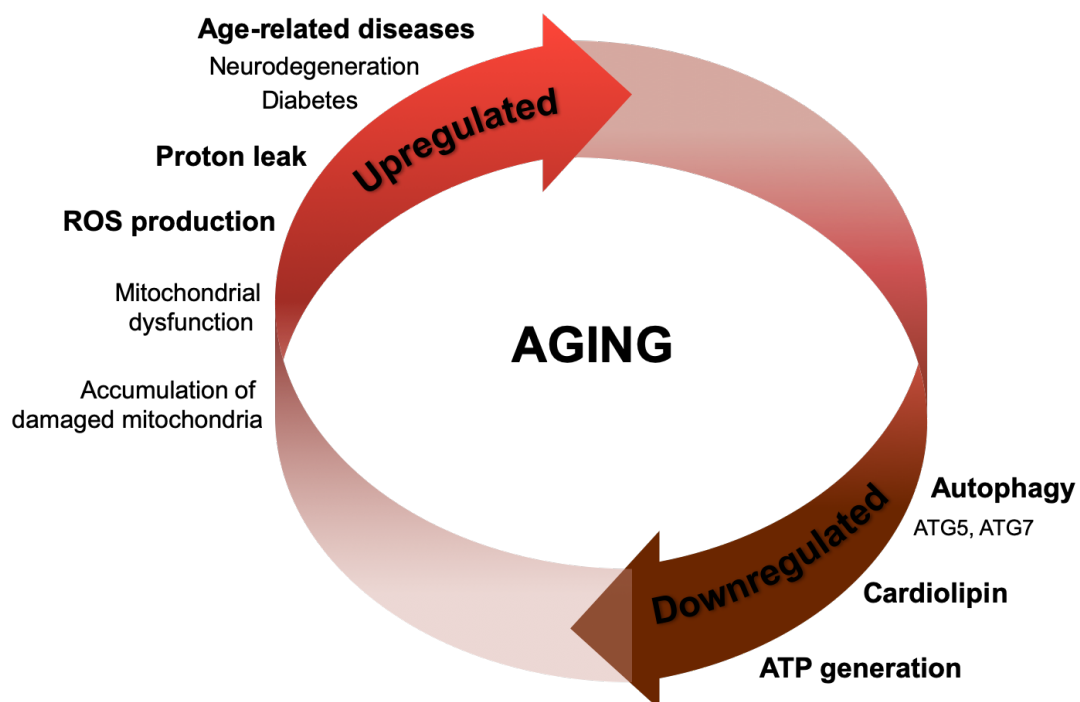 Age-related diseases
Neurodegeneration
Diabetes
Upregulated
Proton leak
ROS production
Mitochondrial
dysfunction
AGING
Accumulation of
damaged mitochondria
Autophagy
ATG5, ATG7
Downregulated
Cardiolipin
ATP generation